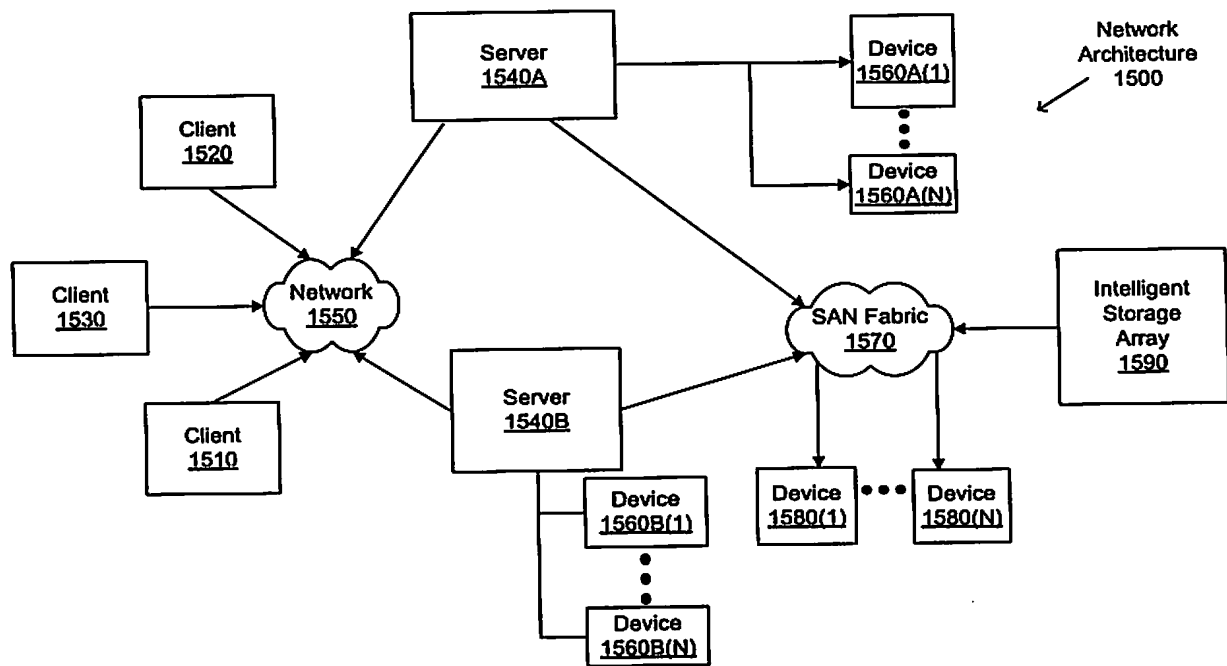 Server
1540A
Device
1560A(1)
Device
1560A(N)
Network
Architecture
1500
Client
1520
Client
1530
Network
1550
Client
1510
Server
1540B
SAN Fabric
1570
Intelligent
Storage
Array
1590
Device
1560B(1)
Device
1560B(N)
Device
1580(1)
Device
1580(N)